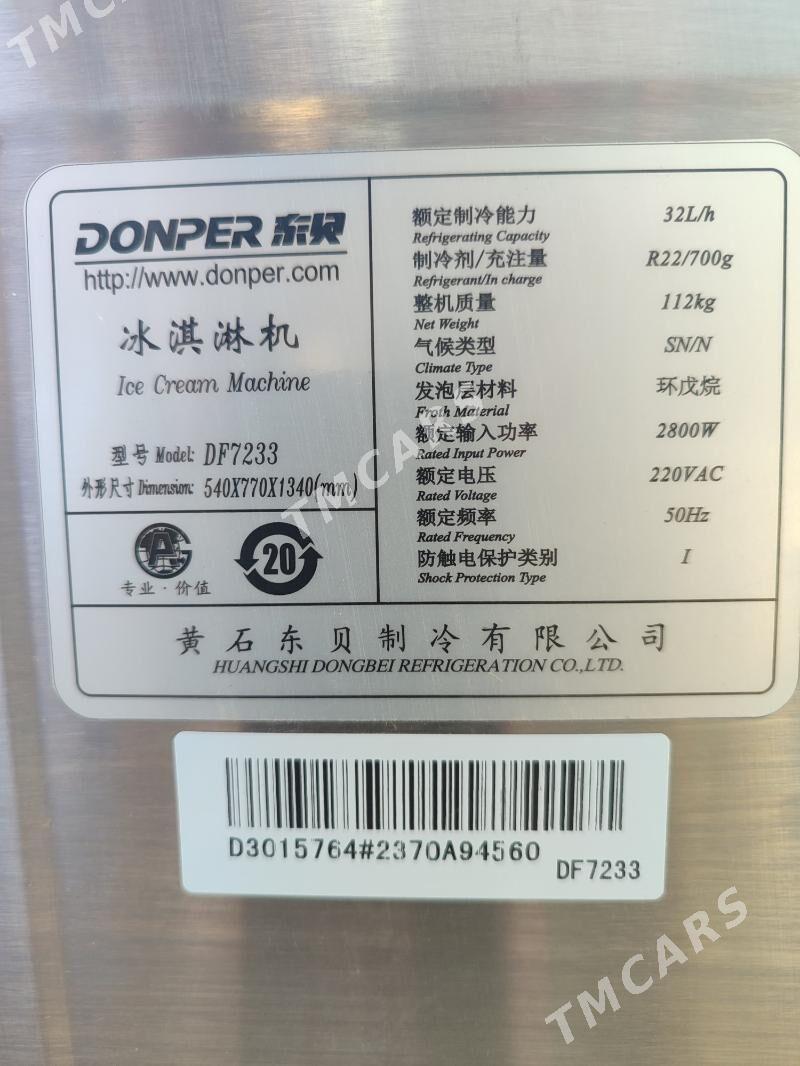 TMCARS
DONPER 东贝
http://www.donper.com
冰淇淋机
Ice Cream Machine
型号 Model: DF7233
外形尺寸 Dimension: 540X770X1340(mm)
专业·价值
20
额定制冷能力 32L/h
Refrigerating Capacity
制冷剂/充注量 R22/700g
Refrigerant/In charge
整机质量 112kg
Net Weight
气候类型 SN/N
Climate Type
发泡层材料 环戊烷
Froth Material
额定输入功率 2800W
Rated Input Power
额定电压 220VAC
Rated Voltage
额定频率 50Hz
Rated Frequency
防触电保护类别 I
Shock Protection Type
TMCARS
黄石东贝制冷有限公司
HUANGSHI DONGBEI REFRIGERATION CO.,LTD.
D3015764#2370A94560
DF7233
TMCARS